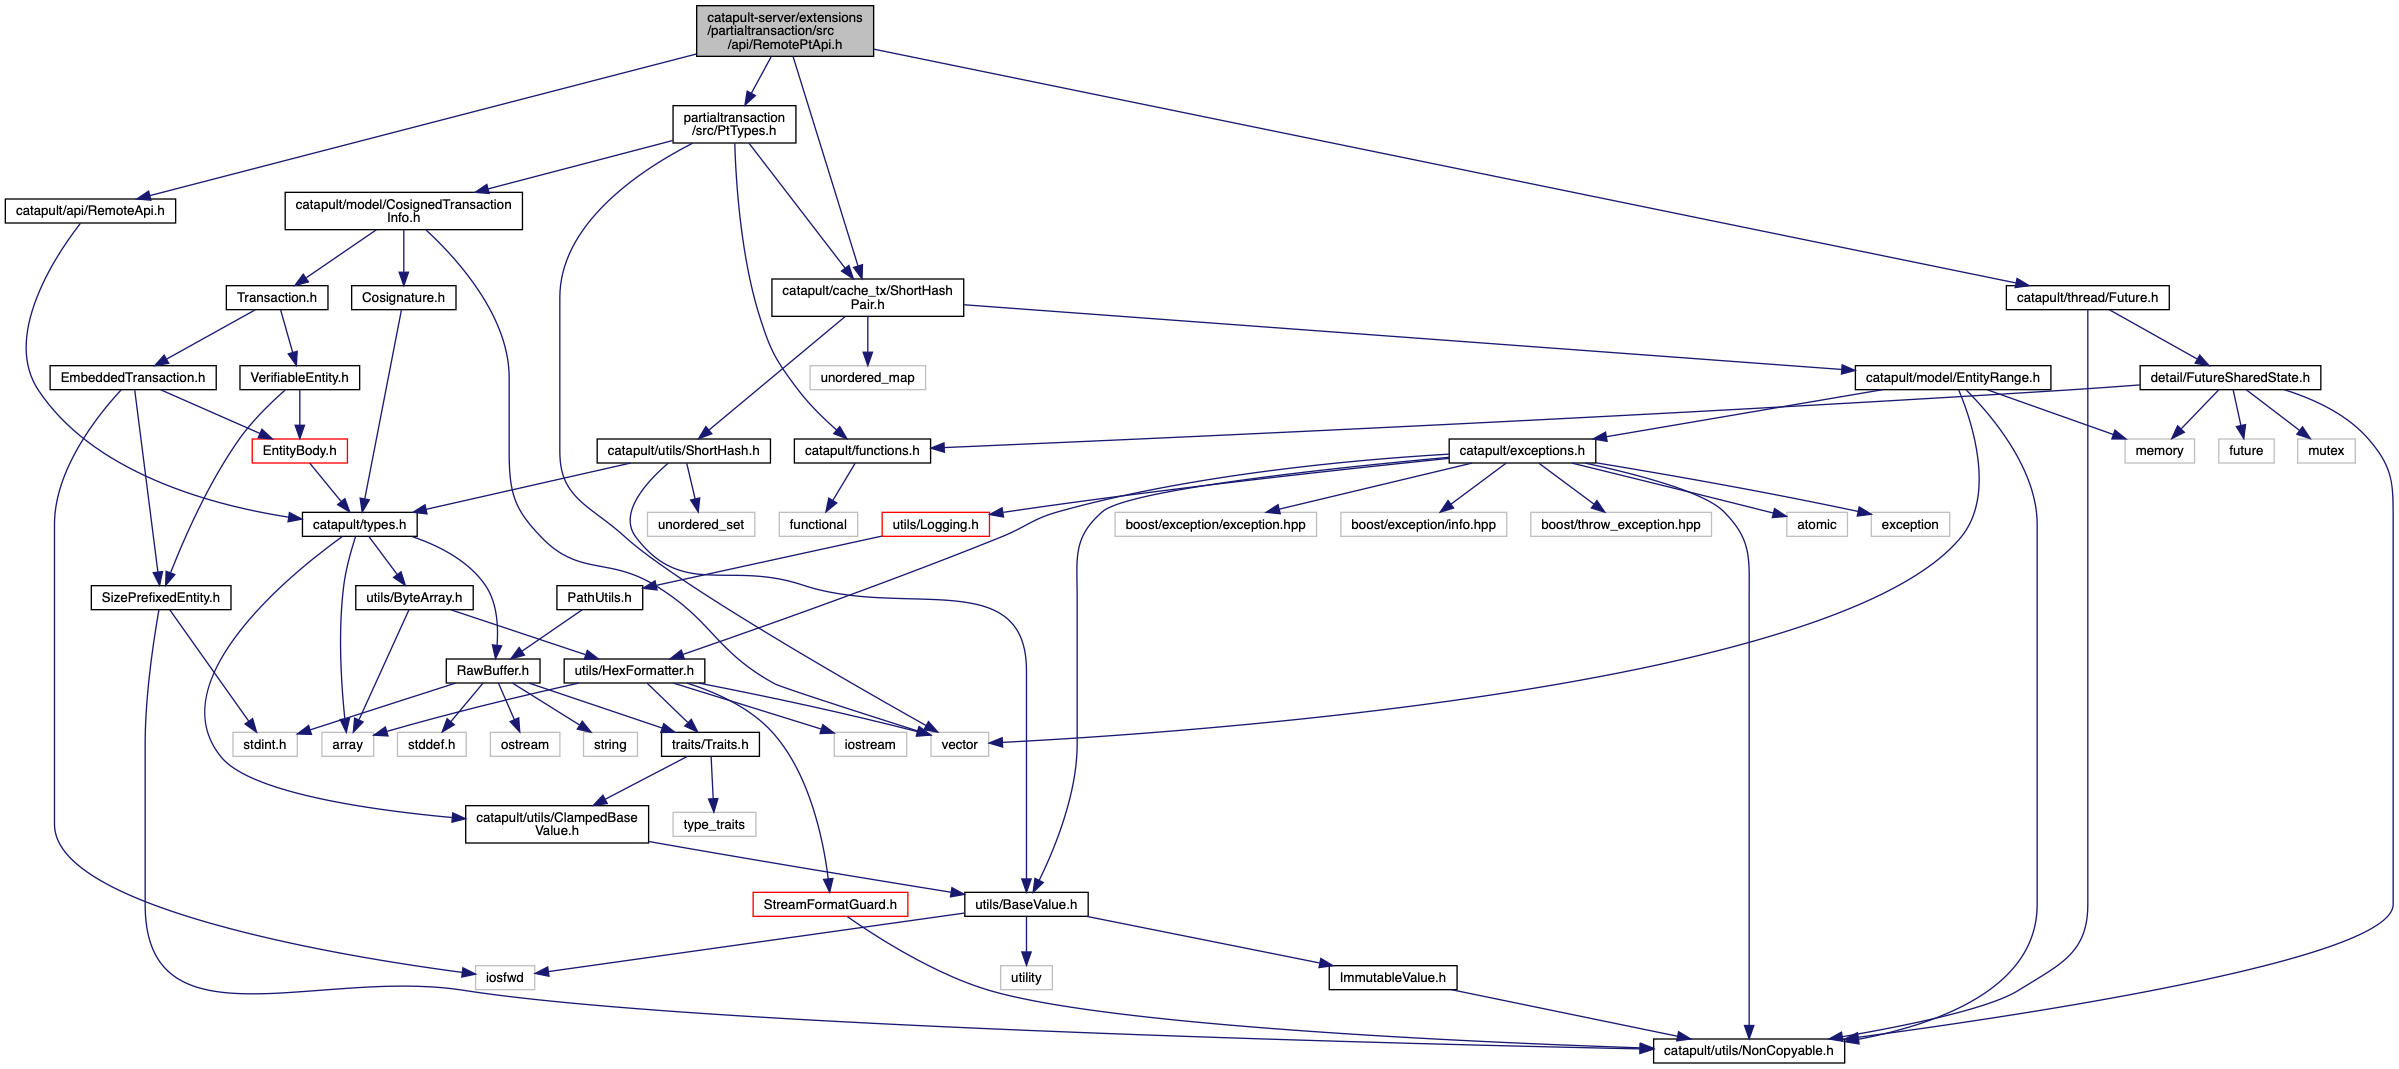 catapult-server/extensions
/partialtransaction/src
/api/RemotePtApi.h
partialtransaction
/src/PtTypes.h
catapult/api/RemoteApi.h
catapult/model/CosignedTransaction
Info.h
Transaction.h
Cosignature.h
catapult/cache_tx/ShortHash
Pair.h
catapult/thread/Future.h
EmbeddedTransaction.h
VerifiableEntity.h
unordered_map
catapult/model/EntityRange.h
detail/FutureSharedState.h
EntityBody.h
catapult/utils/ShortHash.h
catapult/functions.h
catapult/exceptions.h
memory
future
mutex
catapult/types.h
unordered_set
functional
utils/Logging.h
boost/exception/exception.hpp
boost/exception/info.hpp
boost/throw_exception.hpp
atomic
exception
SizePrefixedEntity.h
utils/ByteArray.h
PathUtils.h
RawBuffer.h
utils/HexFormatter.h
stdint.h
array
stddef.h
ostream
string
traits/Traits.h
iostream
vector
catapult/utils/ClampedBase
Value.h
type_traits
StreamFormatGuard.h
utils/BaseValue.h
iosfwd
utility
ImmutableValue.h
catapult/utils/NonCopyable.h